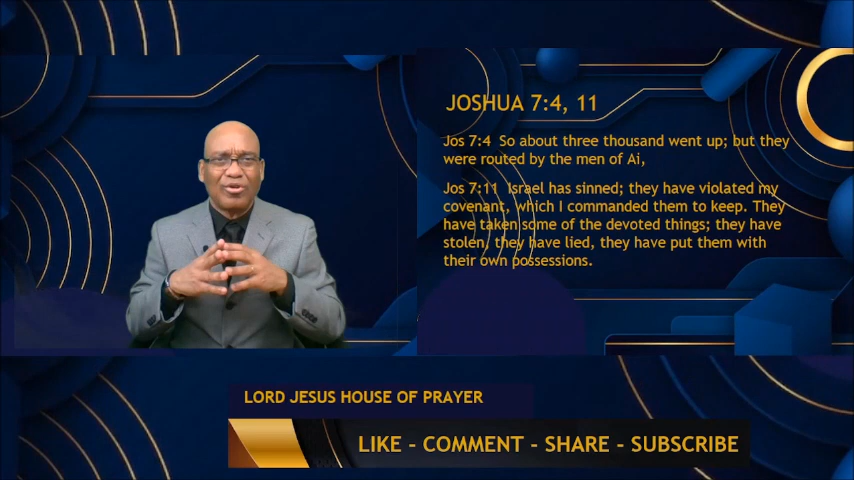 JOSHUA 7:4, 11
Jos 7:4 So about three thousand went up; but they
were routed by the men of Ai,
Jos 7:11 Israel has sinned; they have violated my
covenant, which I commanded them to keep. They
have taken some of the devoted things; they have
stolen, they have lied, they have put them with
their own possessions.
LORD JESUS HOUSE OF PRAYER
LIKE - COMMENT - SHARE - SUBSCRIBE